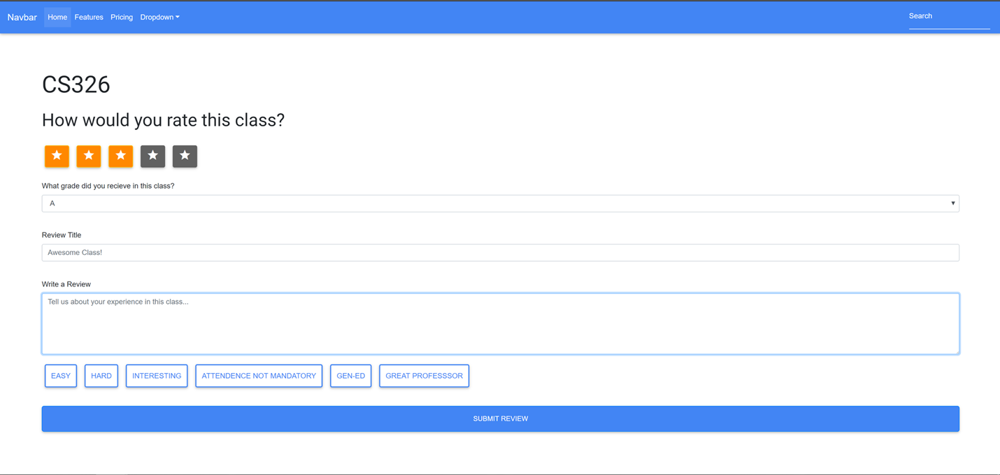 Navbar Home Features Pricing Dropdown Search
CS326
How would you rate this class?
What grade did you recieve in this class?
A
Review Title
Awesome Class!
Write a Review
Tell us about your experience in this class...
EASY HARD INTERESTING ATTENDENCE NOT MANDATORY GEN-ED GREAT PROFESSSOR
SUBMIT REVIEW